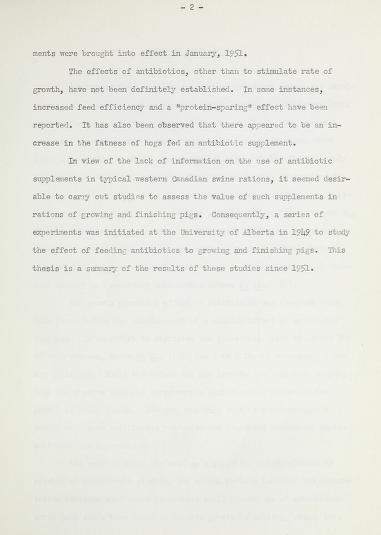 - 2 -
ments were brought into effect in January, 1951.
The effects of antibiotics, other than to stimulate rate of
growth, have not been definitely established. In some instances,
increased feed efficiency and a "protein-sparing" effect have been
reported. It has also been observed that there appeared to be an in-
crease in the fatness of hogs fed an antibiotic supplement.
In view of the lack of information on the use of antibiotic
supplements in typical western Canadian swine rations, it seemed desir-
able to carry out studies to assess the value of such supplements in
rations of growing and finishing pigs. Consequently, a series of
experiments was initiated at the University of Alberta in 1949 to study
the effect of feeding antibiotics to growing and finishing pigs. This
thesis is a summary of the results of these studies since 1951.